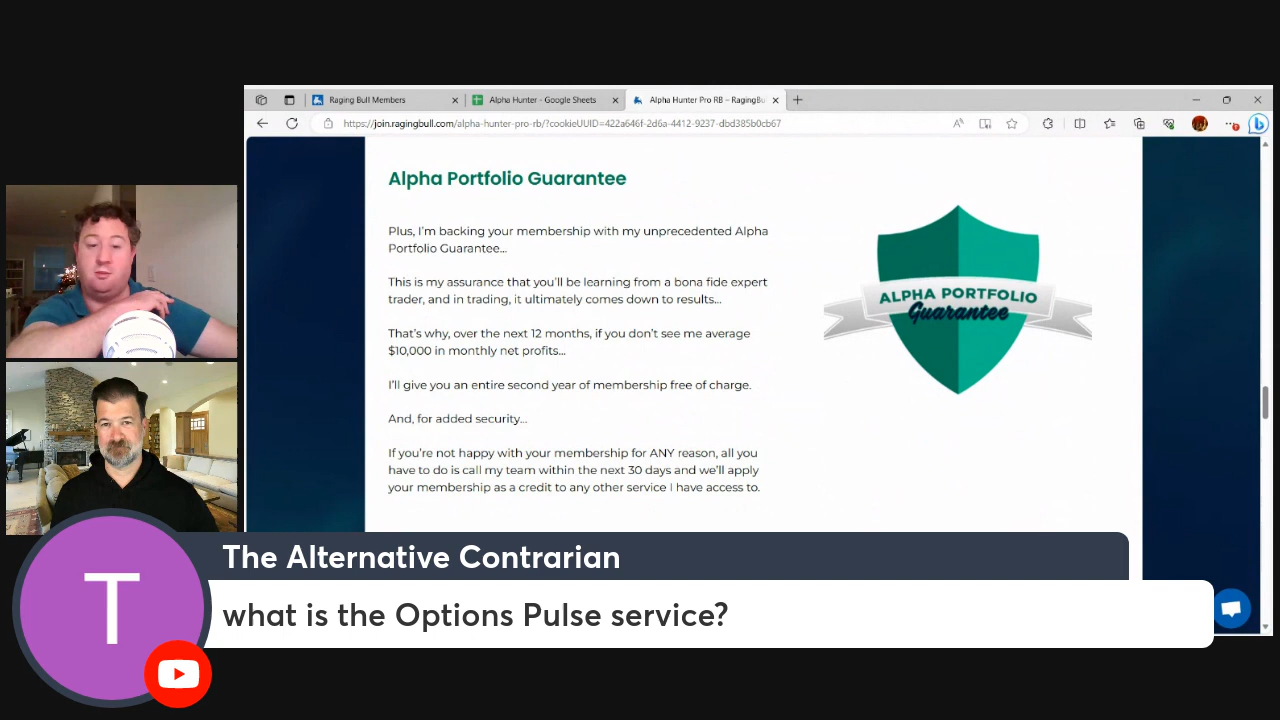 Raging Bull Members
Alpha Hunter - Google Sheets
Alpha Hunter Pro RB – RagingBu
https://join.ragingbull.com/alpha-hunter-pro-rb/?cookieUUID=422a646f-2d6a-4412-9237-dbd385b0cb67
Alpha Portfolio Guarantee
Plus, I'm backing your membership with my unprecedented Alpha
Portfolio Guarantee...
This is my assurance that you'll be learning from a bona fide expert
trader, and in trading, it ultimately comes down to results...
That's why, over the next 12 months, if you don't see me average
$10,000 in monthly net profits...
I'll give you an entire second year of membership free of charge.
And, for added security...
If you're not happy with your membership for ANY reason, all you
have to do is call my team within the next 30 days and we'll apply
your membership as a credit to any other service I have access to.
ALPHA PORTFOLIO
Guarantee
T
The Alternative Contrarian
what is the Options Pulse service?